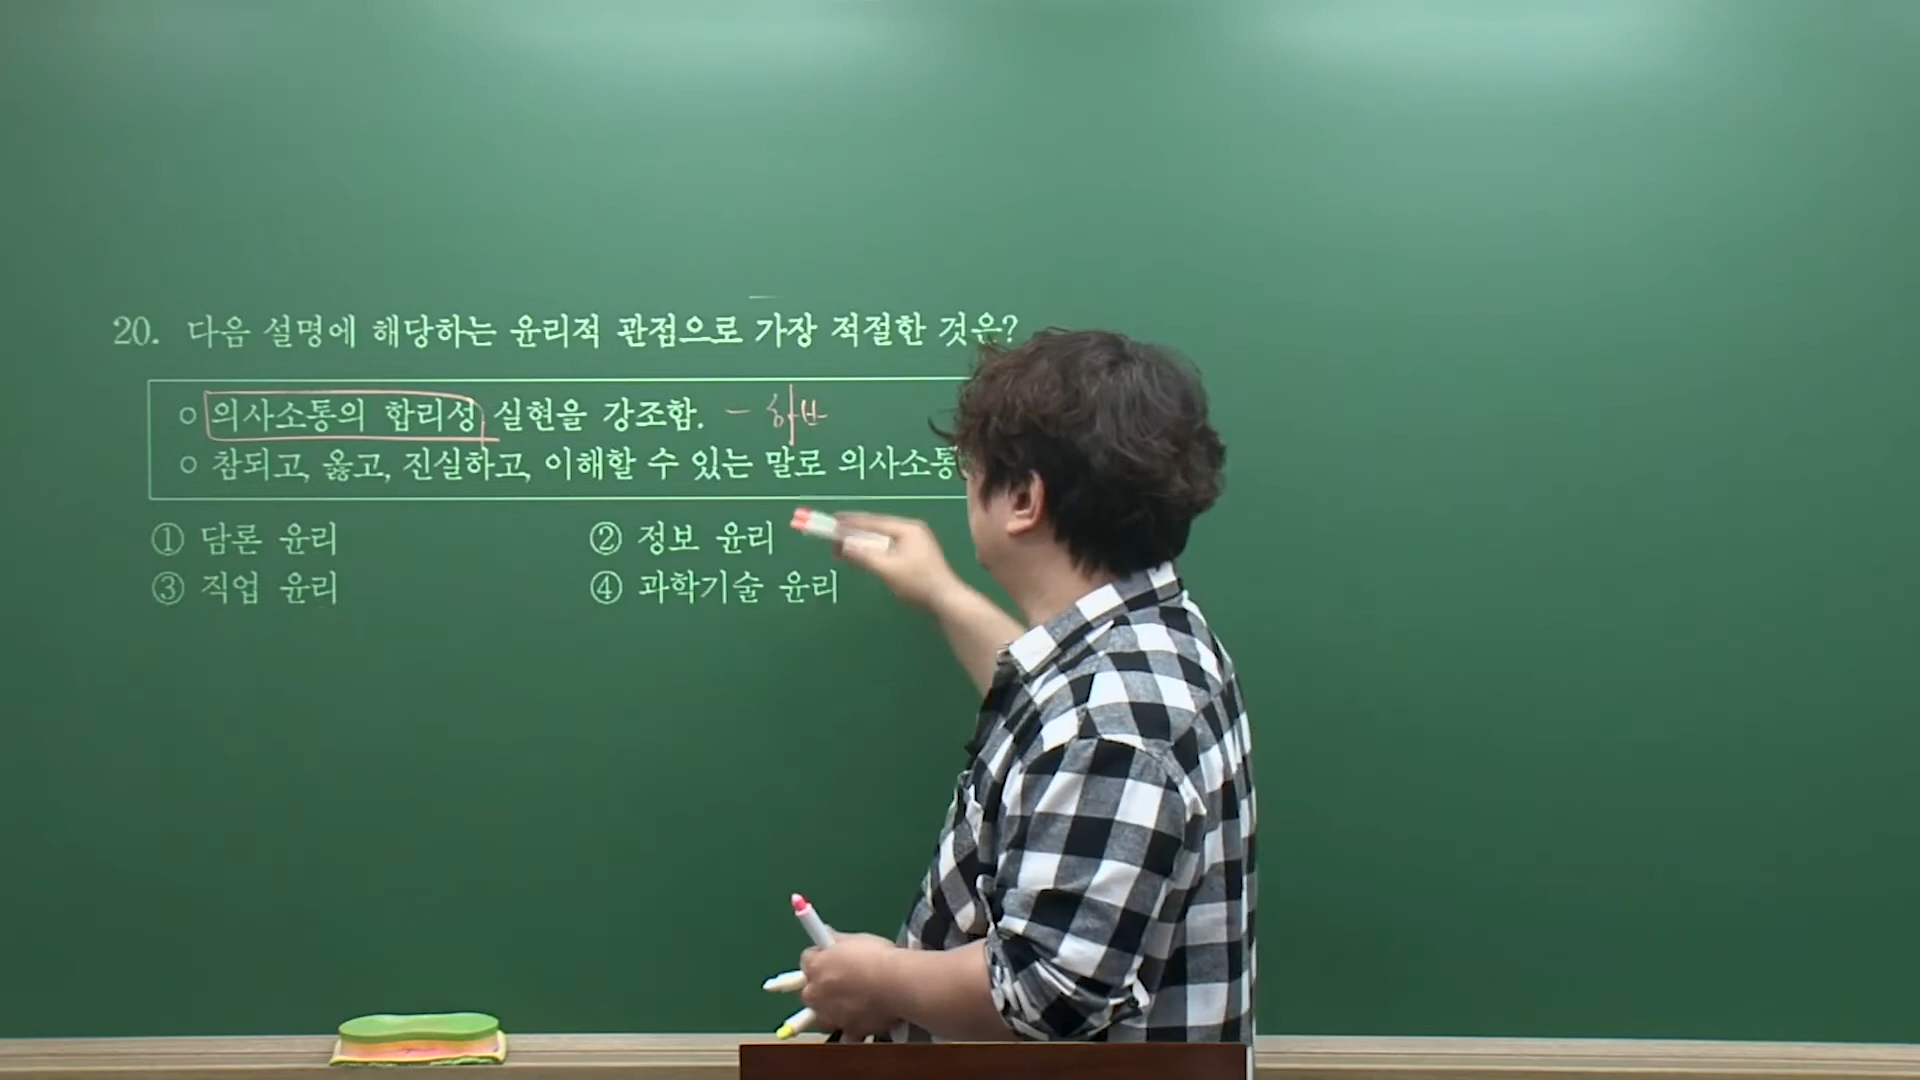 20. 다음 설명에 해당하는 윤리적 관점으로 가장 적절한 것은?
○ 의사소통의 합리성 실현을 강조함. - 하버
○ 참되고, 옳고, 진실하고, 이해할 수 있는 말로 의사소통
① 담론 윤리 ② 정보 윤리
③ 직업 윤리 ④ 과학기술 윤리